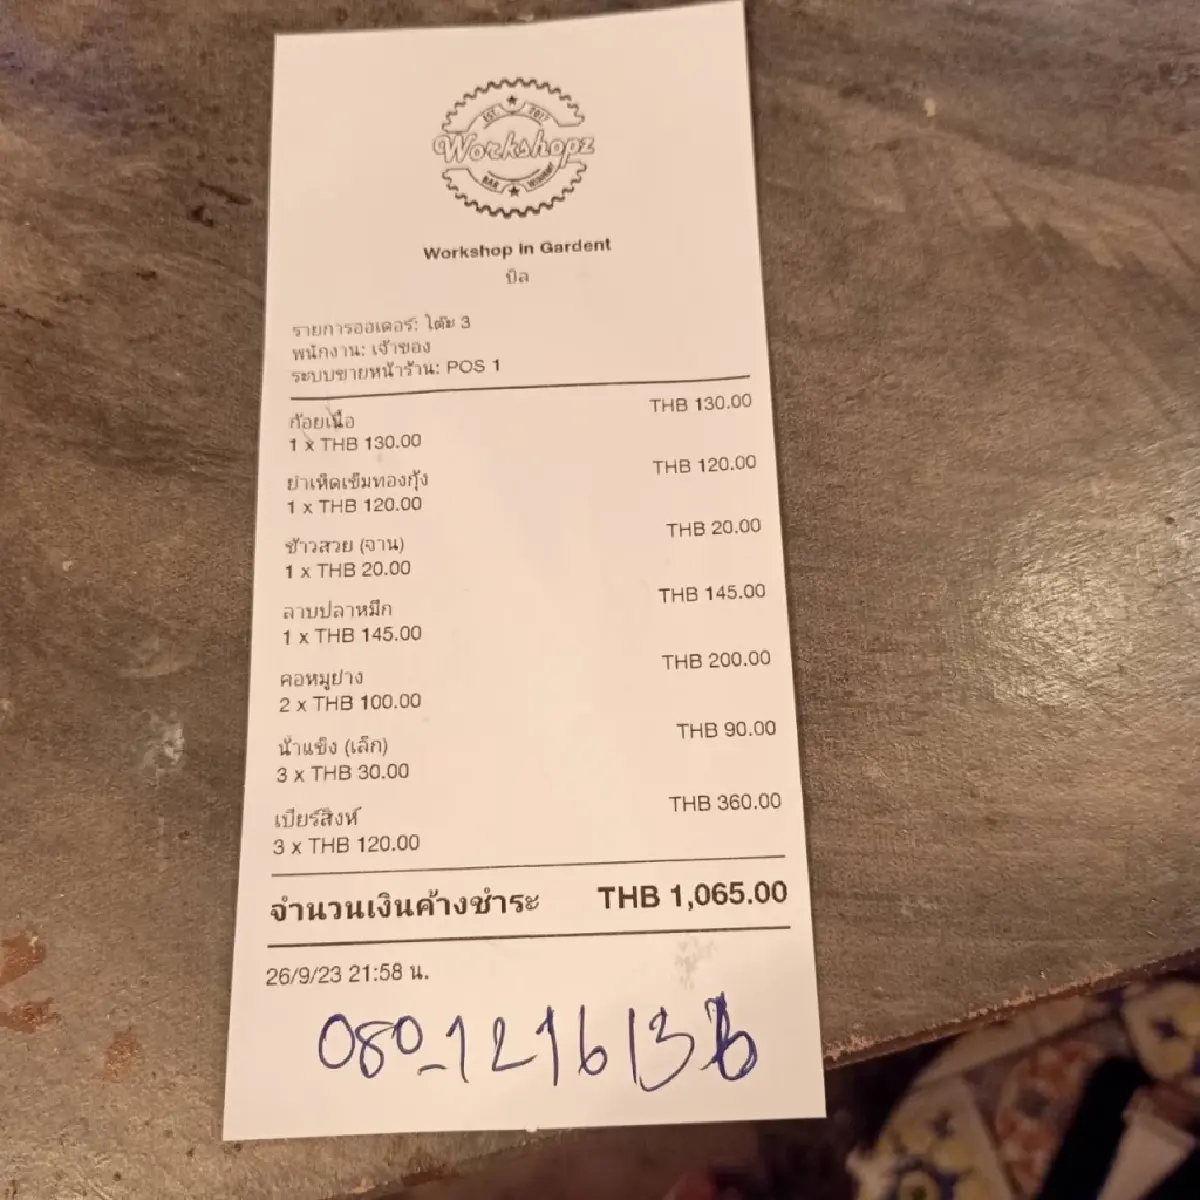 EST 2017
Workshopz
BAR
Workshop in Gardent
บิล
รายการออเดอร์: โต๊ะ 3
พนักงาน: เจ้าของ
ระบบขายหน้าร้าน: POS 1
ก้อยเนื้อ THB 130.00
1 x THB 130.00
ยำเห็ดเข็มทองกุ้ง THB 120.00
1 x THB 120.00
ข้าวสวย (จาน) THB 20.00
1 x THB 20.00
ลาบปลาหมึก THB 145.00
1 x THB 145.00
คอหมูย่าง THB 200.00
2 x THB 100.00
น้ำแข็ง (เล็ก) THB 90.00
3 x THB 30.00
เบียร์สิงห์ THB 360.00
3 x THB 120.00
จำนวนเงินค้างชำระ THB 1,065.00
26/9/23 21:58 น.
080-1216136